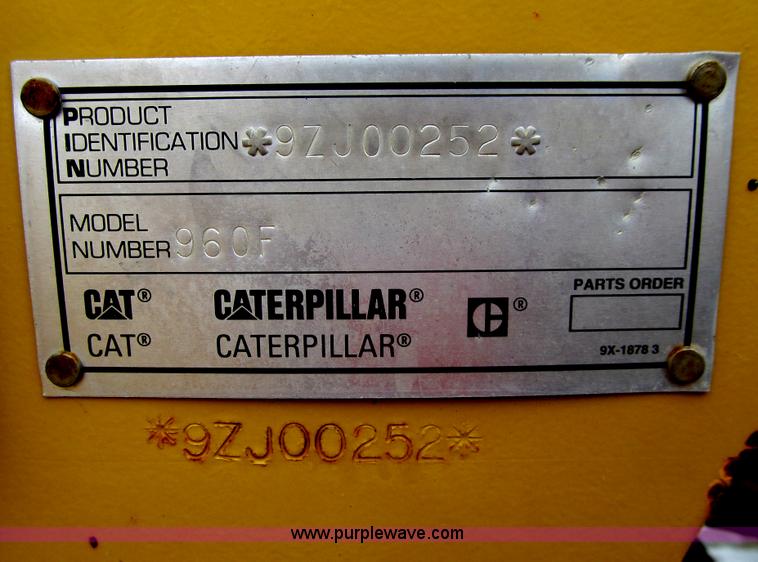 PRODUCT
IDENTIFICATION *9ZJ00252*
NUMBER
MODEL
NUMBER 960F
CAT® CATERPILLAR® C® PARTS ORDER
CAT® CATERPILLAR® 9X-1878 3
*9ZJ00252*
www.purplewave.com